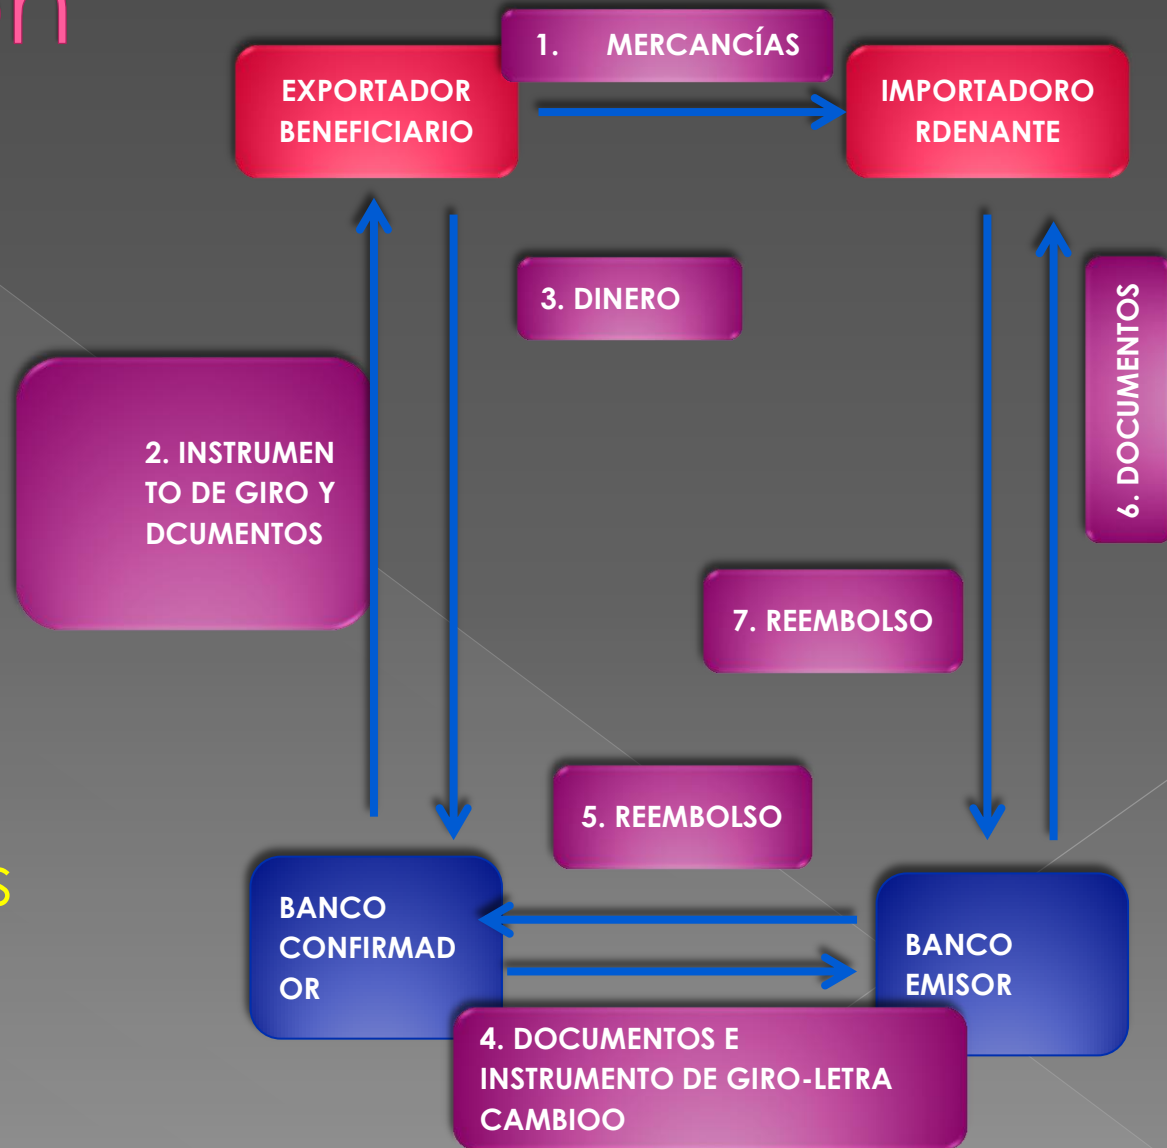 ón
1. MERCANCÍAS
EXPORTADOR
BENEFICIARIO
IMPORTADORO
RDENANTE
3. DINERO
6. DOCUMENTOS
2. INSTRUMEN
TO DE GIRO Y
DCUMENTOS
7. REEMBOLSO
5. REEMBOLSO
s
BANCO
CONFIRMAD
OR
BANCO
EMISOR
4. DOCUMENTOS E
INSTRUMENTO DE GIRO-LETRA
CAMBIOO